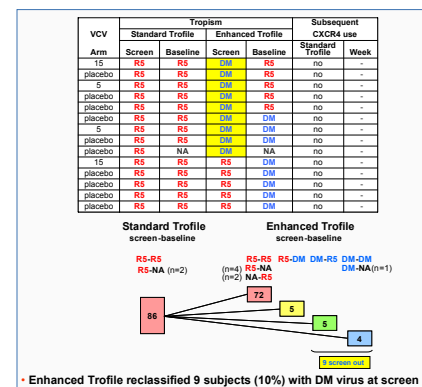 Tropism Subsequent
VCV Standard Trofile Enhanced Trofile CXCR4 use
Arm Screen Baseline Screen Baseline Standard Trofile Week
15 R5 R5 DM R5 no -
placebo R5 R5 DM R5 no -
5 R5 R5 DM R5 no -
placebo R5 R5 DM R5 no -
placebo R5 R5 DM R5 no -
placebo R5 R5 DM DM no -
5 R5 R5 DM DM no -
placebo R5 R5 DM DM no -
placebo R5 NA DM NA no -
15 R5 R5 R5 DM no -
placebo R5 R5 R5 DM no -
placebo R5 R5 R5 DM no -
placebo R5 R5 R5 DM no -
Standard Trofile Enhanced Trofile
screen-baseline screen-baseline
R5-R5 R5-R5 R5-DM DM-R5 DM-DM
R5-NA (n=2) (n=4) R5-NA DM-NA(n=1)
(n=2) NA-R5
72
86 5
5
4
9 screen out
• Enhanced Trofile reclassified 9 subjects (10%) with DM virus at screen